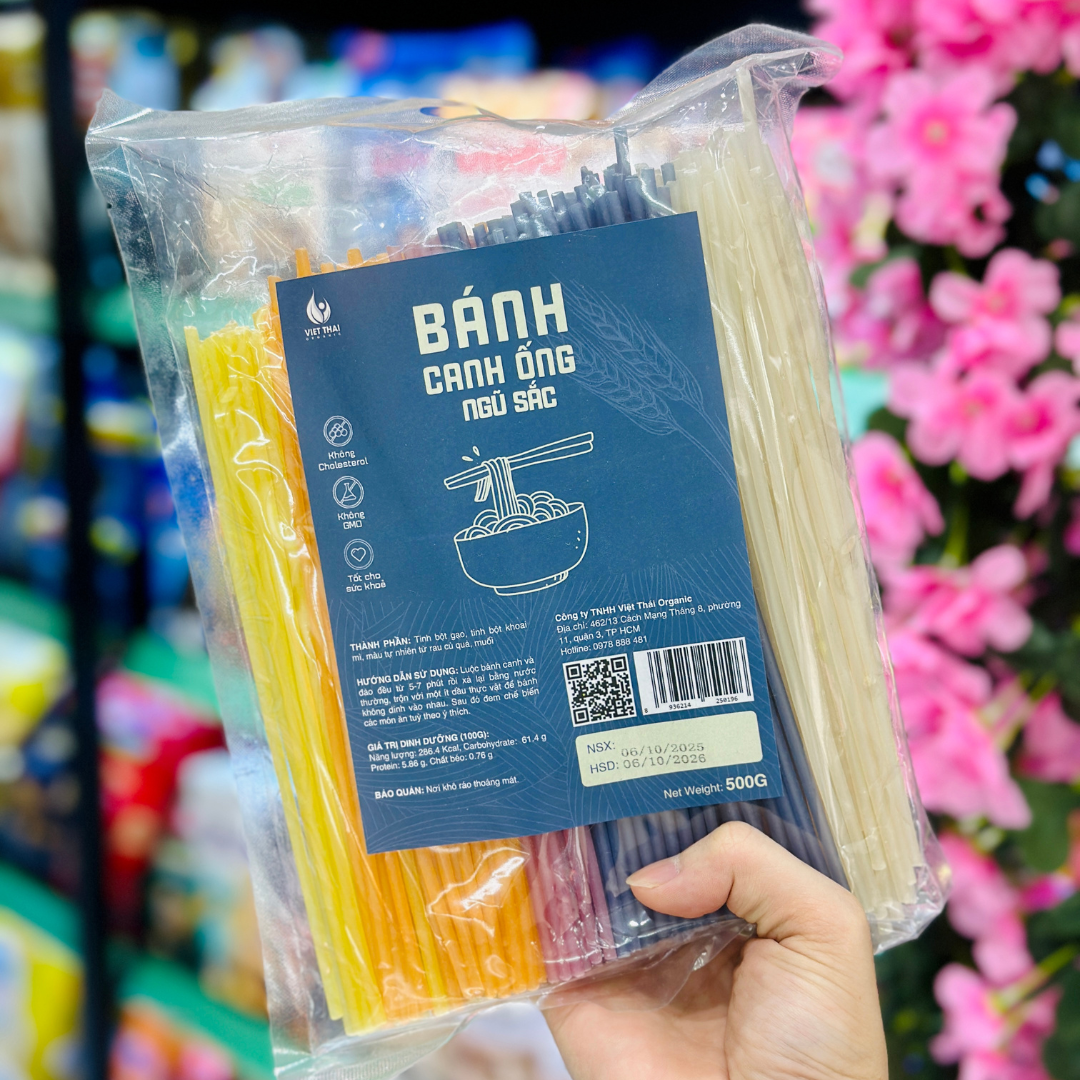 VIET THAI
ORGANIC
BÁNH
CANH ỐNG
NGŨ SẮC
Không
Cholasterol
Không
GMO
Tốt cho
sức khoẻ
THÀNH PHẦN: Tinh bột gạo, tinh bột khoai
mì, màu tự nhiên từ rau củ quả, muối
HƯỚNG DẪN SỬ DỤNG: Luộc bánh canh và
đảo đều từ 5-7 phút rồi xả lại bằng nước
thường, trộn với một ít dầu thực vật để bánh
không dính vào nhau. Sau đó đem chế biến
các món ăn tuỳ theo ý thích.
GIÁ TRỊ DINH DƯỠNG (100G):
Năng lượng: 286.4 Kcal, Carbohydrate: 61.4 g
Protein: 5.86 g, Chất béo: 0.76 g
BẢO QUẢN: Nơi khô ráo thoáng mát.
Công ty TNHH Việt Thái Organic
Địa chỉ: 462/13 Cách Mạng Tháng 8, phường
11, quận 3, TP HCM
Hotline: 0978 888 481
8 936214 250196
NSX: 06/10/2025
HSD: 06/10/2026
Net Weight: 500G